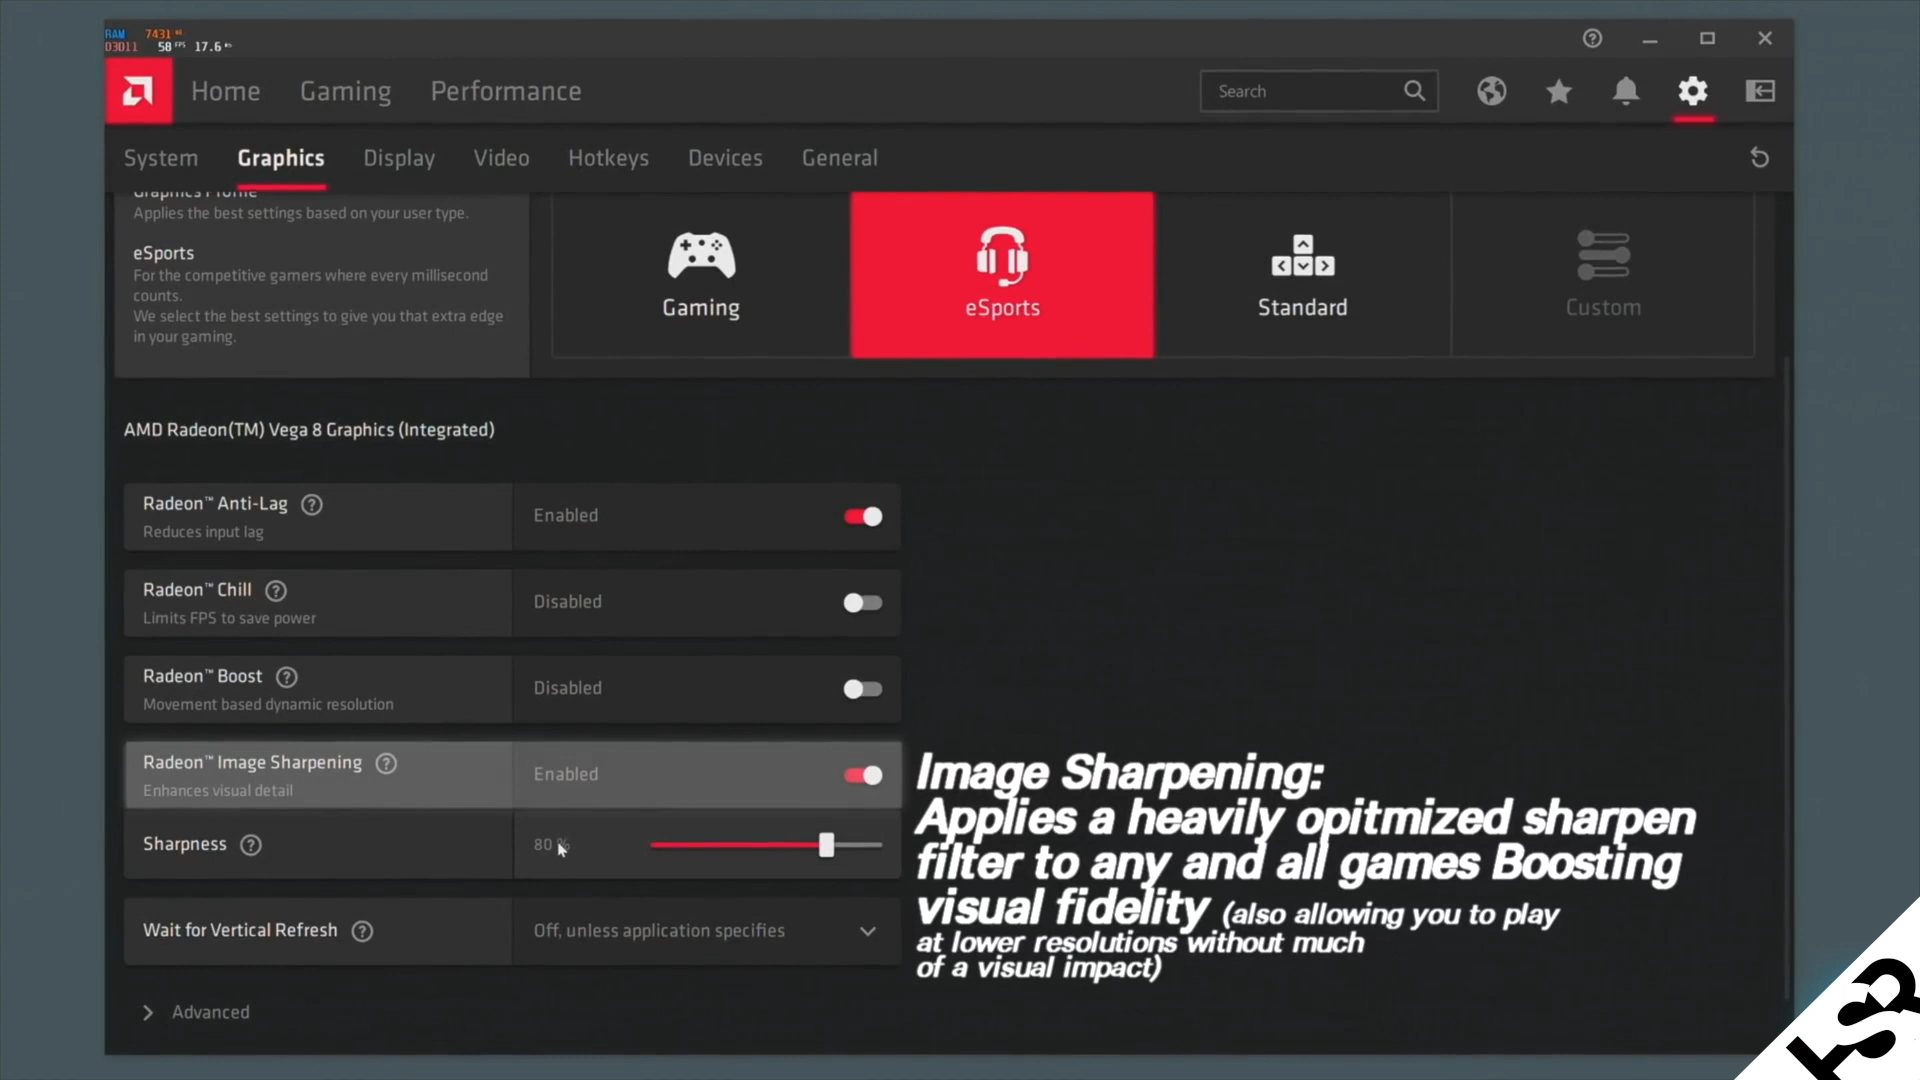 RAM 7431 MB
D3D11 58 FPS 17.6 ms
Home Gaming Performance
Search
System Graphics Display Video Hotkeys Devices General
Graphics Profile
Applies the best settings based on your user type.
eSports
For the competitive gamers where every millisecond
counts.
We select the best settings to give you that extra edge
in your gaming.
Gaming
eSports
Standard
Custom
AMD Radeon(TM) Vega 8 Graphics (Integrated)
Radeon™ Anti-Lag
Reduces input lag
Enabled
Radeon™ Chill
Limits FPS to save power
Disabled
Radeon™ Boost
Movement based dynamic resolution
Disabled
Radeon™ Image Sharpening
Enhances visual detail
Enabled
Sharpness
80 %
Wait for Vertical Refresh
Off, unless application specifies
Advanced
Image Sharpening:
Applies a heavily opitmized sharpen
filter to any and all games Boosting
visual fidelity (also allowing you to play
at lower resolutions without much
of a visual impact)